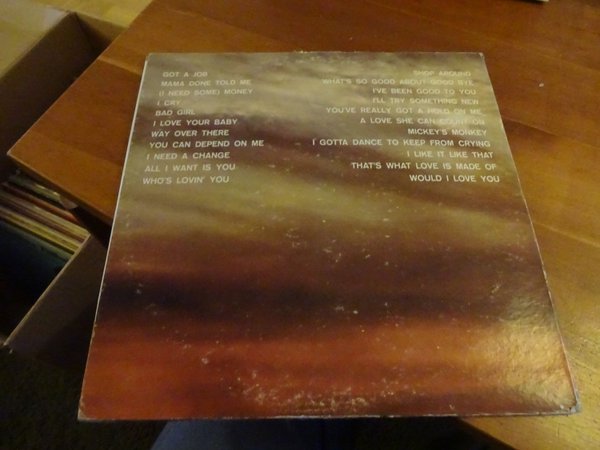 GOT A JOB
MAMA DONE TOLD ME
(I NEED SOME) MONEY
I CRY
BAD GIRL
I LOVE YOUR BABY
WAY OVER THERE
YOU CAN DEPEND ON ME
I NEED A CHANGE
ALL I WANT IS YOU
WHO'S LOVIN' YOU
SHOP AROUND
WHAT'S SO GOOD ABOUT GOOD BYE
I'VE BEEN GOOD TO YOU
I'LL TRY SOMETHING NEW
YOU'VE REALLY GOT A HOLD ON ME
A LOVE SHE CAN COUNT ON
MICKEY'S MONKEY
I GOTTA DANCE TO KEEP FROM CRYING
I LIKE IT LIKE THAT
THAT'S WHAT LOVE IS MADE OF
WOULD I LOVE YOU